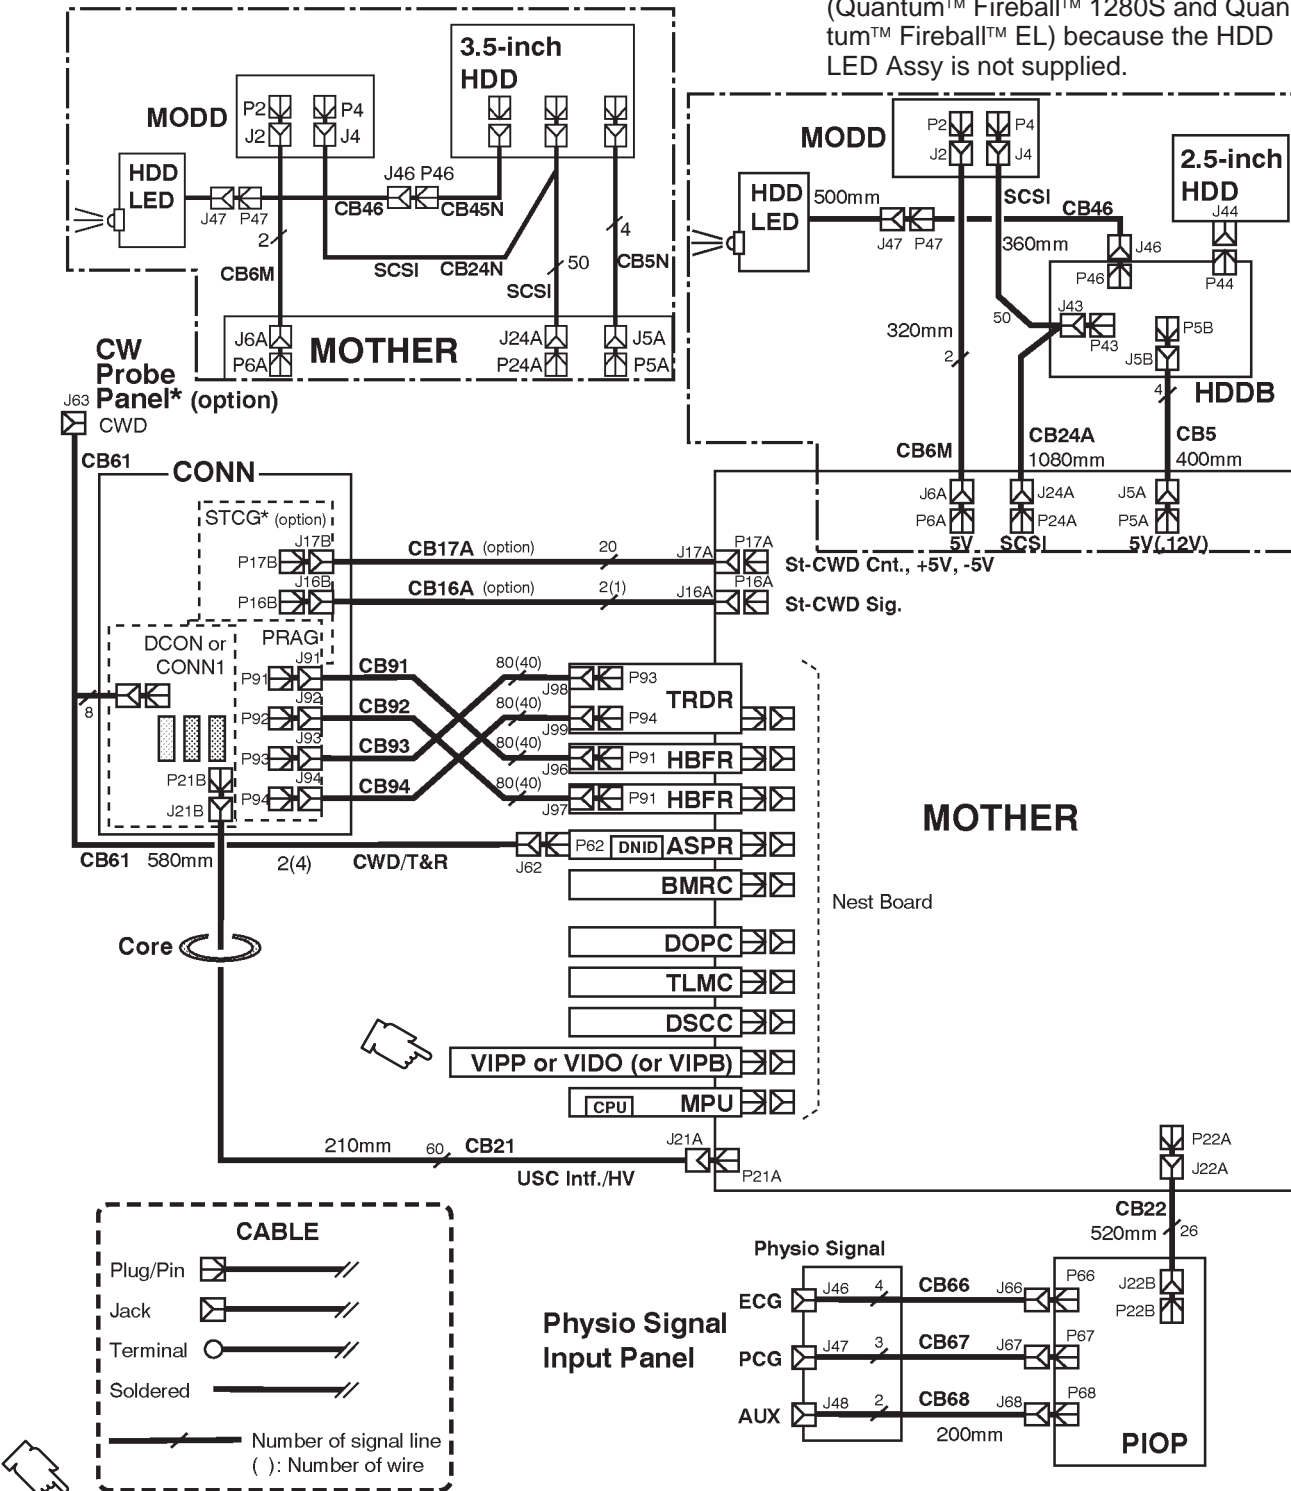 (Quantum™ Fireball™ 1280S and Quan-
tum™ Fireball™ EL) because the HDD
LED Assy is not supplied.
3.5-inch
HDD
MODD
P2
P4
J2
J4
HDD
LED
J46 P46
J47 P47
CB46
CB45N
2
4
CB6M
SCSI
CB24N
50
CB5N
SCSI
J6A
MOTHER
J24A
J5A
P6A
P24A
P5A
MODD
P2
P4
J2
J4
2.5-inch
HDD
J44
HDD
LED
500mm
SCSI
CB46
J47 P47
360mm
J46
P46
P44
J43
50
P43
P5B
320mm
2
J5B
4
HDDB
CB6M
CB24A
1080mm
CB5
400mm
J6A
J24A
J5A
P6A
P24A
P5A
5V
SCSI
5V(,12V)
CW
Probe
Panel* (option)
J63
CWD
CB61
CONN
STCG* (option)
J17B
P17B
CB17A (option)
20
J17A
P17A
St-CWD Cnt., +5V, -5V
J16B
P16B
CB16A (option)
2(1)
J16A
P16A
St-CWD Sig.
DCON or
CONN1
PRAG
8
J91
P91
CB91
80(40)
J98
P93
TRDR
J92
P92
CB92
80(40)
J99
P94
J93
P93
CB93
80(40)
J96
P91 HBFR
J94
P94
CB94
80(40)
J97
P91 HBFR
P21B
J21B
CB61
580mm
2(4)
CWD/T&R
J62
P62
DNID
ASPR
BMRC
DOPC
TLMC
DSCC
VIPP or VIDO (or VIPB)
CPU
MPU
MOTHER
Nest Board
Core
210mm
60
CB21
USC Intf./HV
J21A
P21A
P22A
J22A
CB22
520mm
26
CABLE
Plug/Pin
Jack
Terminal
Soldered
Number of signal line
( ): Number of wire
Physio Signal
Physio Signal
Input Panel
ECG
J46
4
CB66
J66
P66
J22B
P22B
PCG
J47
3
CB67
J67
P67
AUX
J48
2
CB68
J68
P68
200mm
PIOP